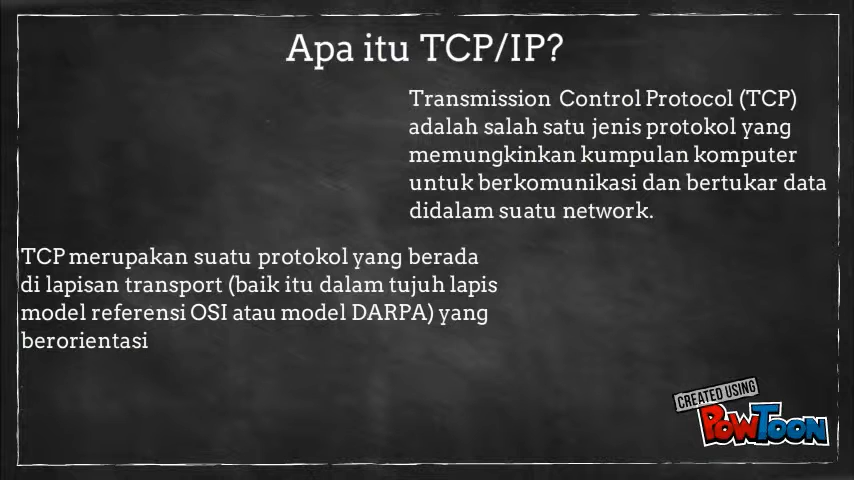 Apa itu TCP/IP?
Transmission Control Protocol (TCP)
adalah salah satu jenis protokol yang
memungkinkan kumpulan komputer
untuk berkomunikasi dan bertukar data
didalam suatu network.
TCP merupakan suatu protokol yang berada
di lapisan transport (baik itu dalam tujuh lapis
model referensi OSI atau model DARPA) yang
berorientasi
CREATED USING
POWTOON